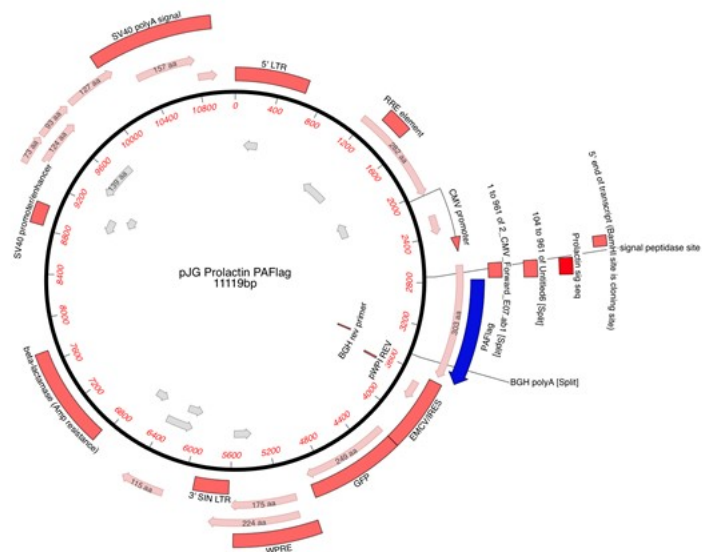 pJG Prolactin PAFlag
11119bp
0
400
800
1200
1600
2000
2400
2800
3200
3600
4000
4400
4800
5200
5600
6000
6400
6800
7200
7600
8000
8400
8800
9200
9600
10000
10400
10800
5' LTR
RRE element
282 aa
CMV promoter
1 to 961 of 2_CMV_Forward_E07.ab1 [Split]
104 to 961 of Untitled6 [Split]
Prolactin sig seq
5' end of transcript (BamHI site is cloning site)
signal peptidase site
303 aa
PAFlag
BGH rev primer
pWPI REV
BGH polyA [Split]
EMCV/IRES
249 aa
GFP
175 aa
224 aa
WPRE
3' SIN LTR
115 aa
beta-lactamase (Amp resistance)
SV40 promoter/enhancer
139 aa
73 aa
93 aa
124 aa
127 aa
157 aa
SV40 polyA signal